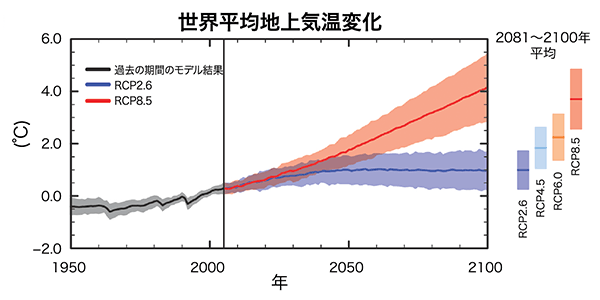 世界平均地上気温変化
6.0
4.0
2.0
0.0
−2.0
(℃)
過去の期間のモデル結果
RCP2.6
RCP8.5
1950
2000
2050
2100
年
2081～2100年
平均
RCP2.6
RCP4.5
RCP6.0
RCP8.5